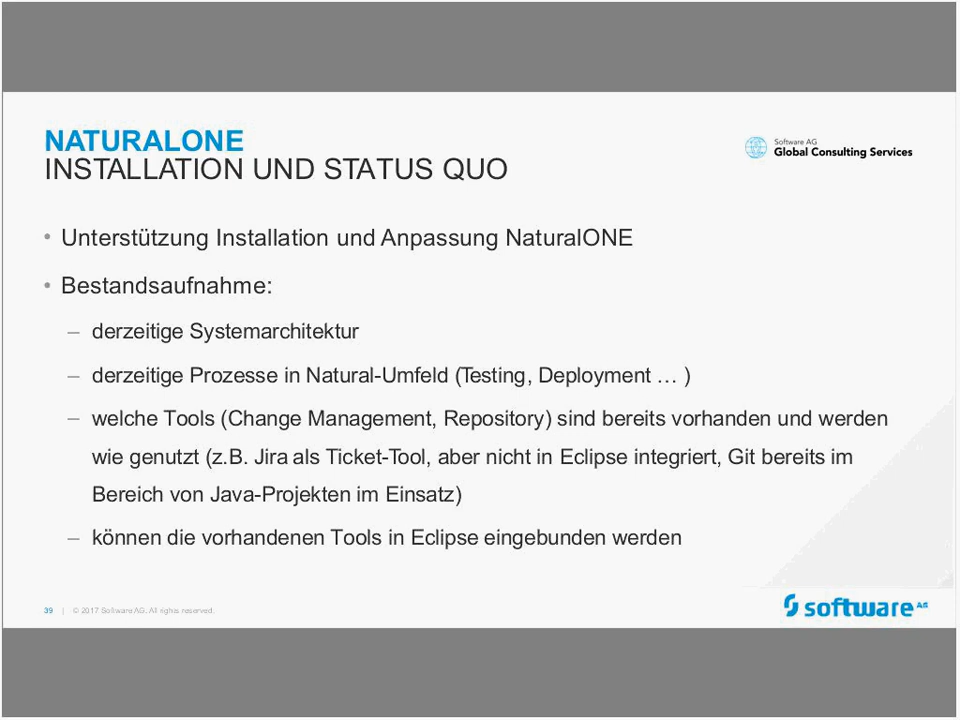 NATURALONE
INSTALLATION UND STATUS QUO
Software AG
Global Consulting Services
• Unterstützung Installation und Anpassung NaturalONE
• Bestandsaufnahme:
– derzeitige Systemarchitektur
– derzeitige Prozesse in Natural-Umfeld (Testing, Deployment … )
– welche Tools (Change Management, Repository) sind bereits vorhanden und werden
wie genutzt (z.B. Jira als Ticket-Tool, aber nicht in Eclipse integriert, Git bereits im
Bereich von Java-Projekten im Einsatz)
– können die vorhandenen Tools in Eclipse eingebunden werden
39 | © 2017 Software AG. All rights reserved.
software AG